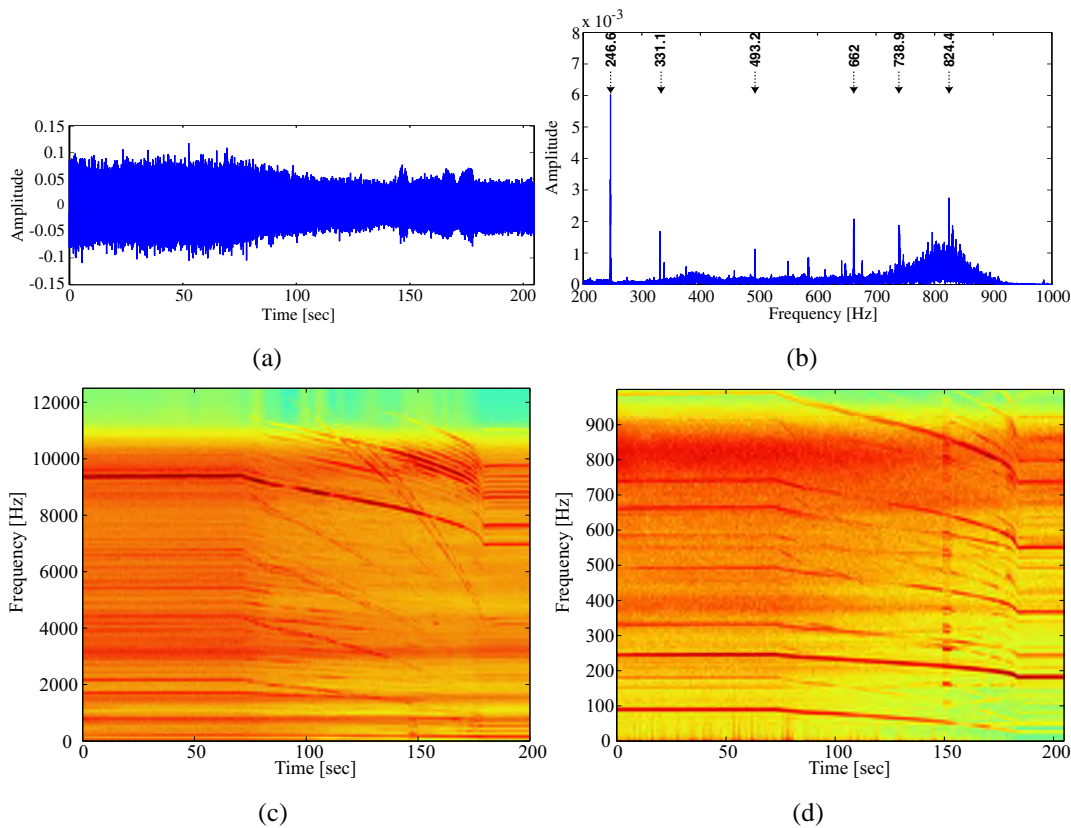 0.15
0.1
0.05
0
-0.05
-0.1
-0.15
Amplitude
0 50 100 150 200
Time [sec]
(a)
x 10⁻³
8
7
6
5
4
3
2
1
0
Amplitude
246.6
331.1
493.2
662
738.9
824.4
200 300 400 500 600 700 800 900 1000
Frequency [Hz]
(b)
12000
10000
8000
6000
4000
2000
0
Frequency [Hz]
0 50 100 150 200
Time [sec]
(c)
900
800
700
600
500
400
300
200
100
0
Frequency [Hz]
0 50 100 150 200
Time [sec]
(d)